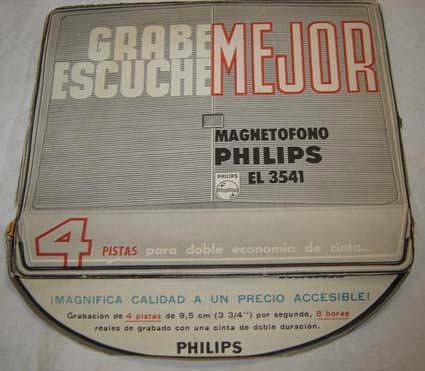 GRABE
ESCUCHE MEJOR
MAGNETOFONO
PHILIPS
PHILIPS
EL 3541
4 PISTAS para doble economia de cinta...
¡MAGNIFICA CALIDAD A UN PRECIO ACCESIBLE!
Grabación de 4 pistas de 9,5 cm (3 3/4'') por segundo, 8 horas
reales de grabado con una cinta de doble duración.
PHILIPS